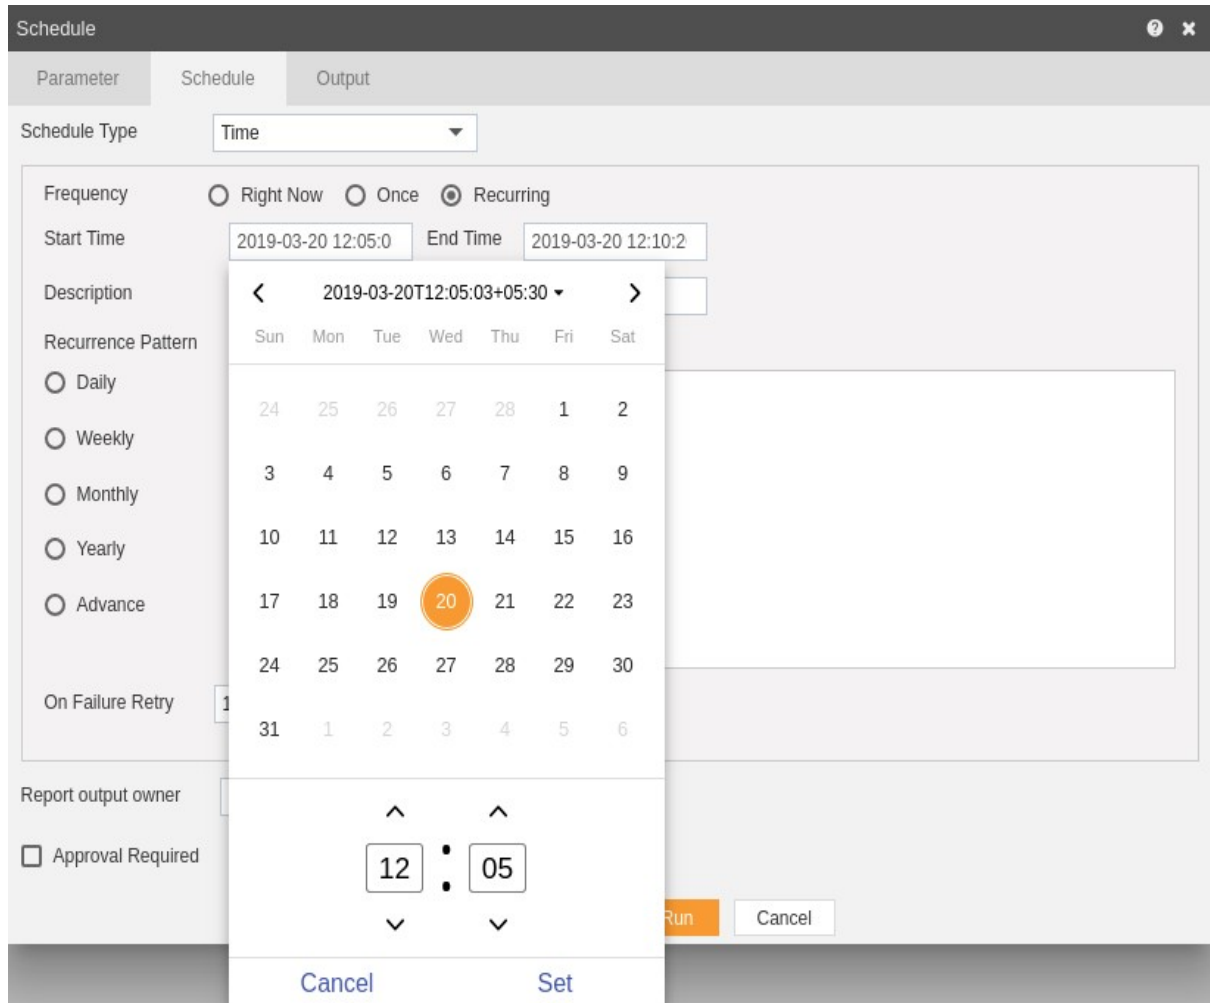 Schedule
Parameter Schedule Output
Schedule Type Time
Frequency Right Now Once Recurring
Start Time 2019-03-20 12:05:0 End Time 2019-03-20 12:10:2
Description
2019-03-20T12:05:03+05:30
Sun Mon Tue Wed Thu Fri Sat
24 25 26 27 28 1 2
3 4 5 6 7 8 9
10 11 12 13 14 15 16
17 18 19 20 21 22 23
24 25 26 27 28 29 30
31 1 2 3 4 5 6
12 : 05
Cancel Set
Recurrence Pattern
Daily
Weekly
Monthly
Yearly
Advance
On Failure Retry 1
Report output owner
Approval Required
Run Cancel